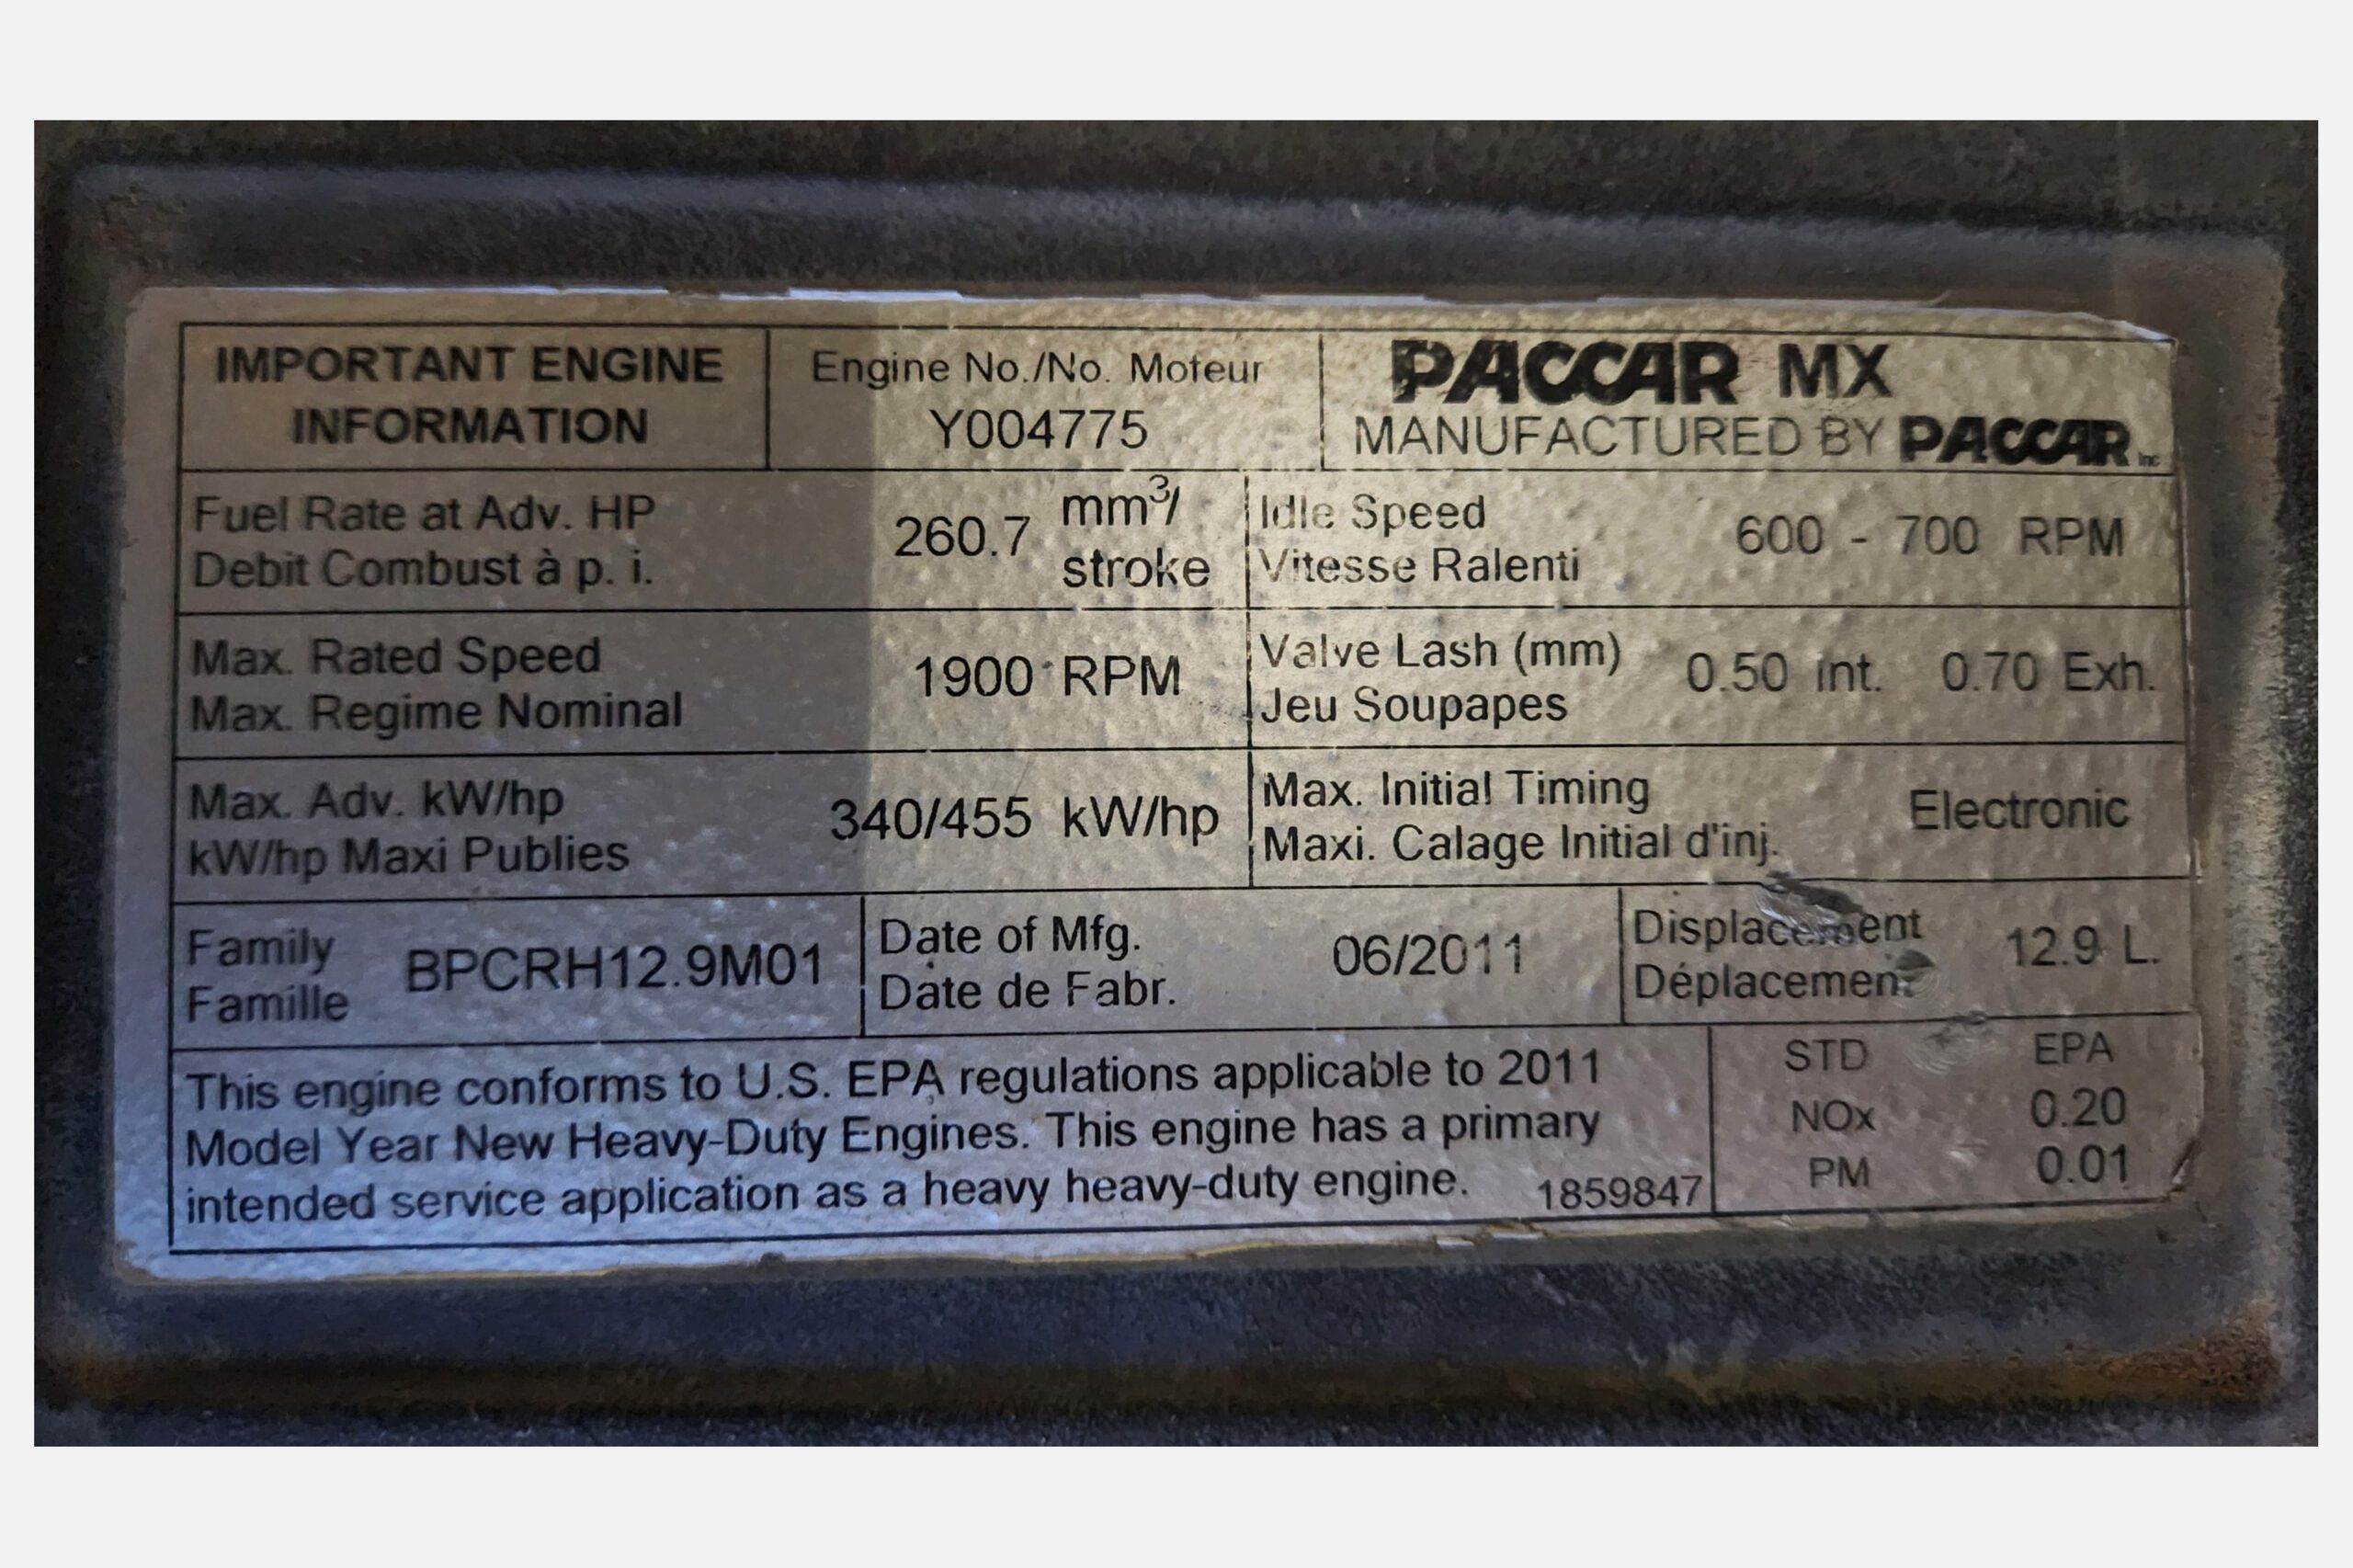 IMPORTANT ENGINE
INFORMATION
Engine No./No. Moteur
Y004775
PACCAR MX
MANUFACTURED BY PACCAR Inc
Fuel Rate at Adv. HP
Debit Combust à p. i.
260.7 mm³/
stroke
Idle Speed
Vitesse Ralenti
600 - 700 RPM
Max. Rated Speed
Max. Regime Nominal
1900 RPM
Valve Lash (mm)
Jeu Soupapes
0.50 int. 0.70 Exh.
Max. Adv. kW/hp
kW/hp Maxi Publies
340/455 kW/hp
Max. Initial Timing
Maxi. Calage Initial d'inj.
Electronic
Family
Famille
BPCRH12.9M01
Date of Mfg.
Date de Fabr.
06/2011
Displacement
Déplacement
12.9 L.
This engine conforms to U.S. EPA regulations applicable to 2011
Model Year New Heavy-Duty Engines. This engine has a primary
intended service application as a heavy heavy-duty engine. 1859847
STD EPA
NOx 0.20
PM 0.01